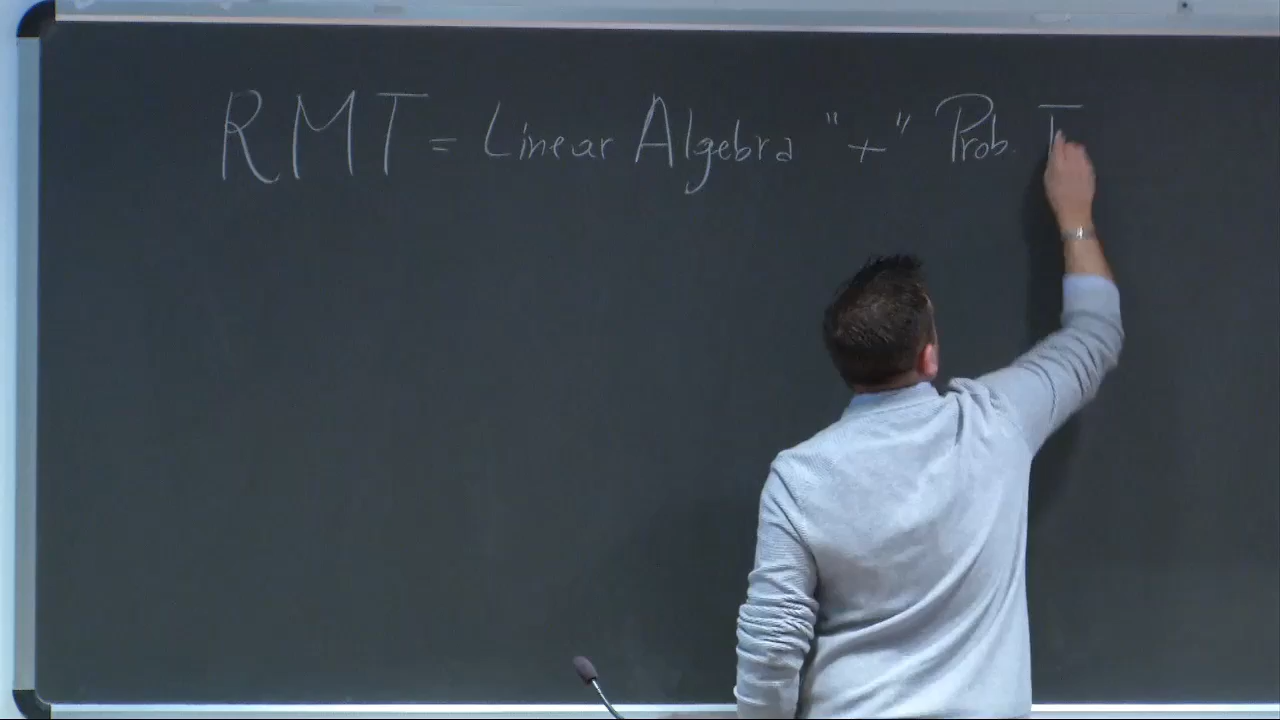 RMT = Linear Algebra "+" Prob. T